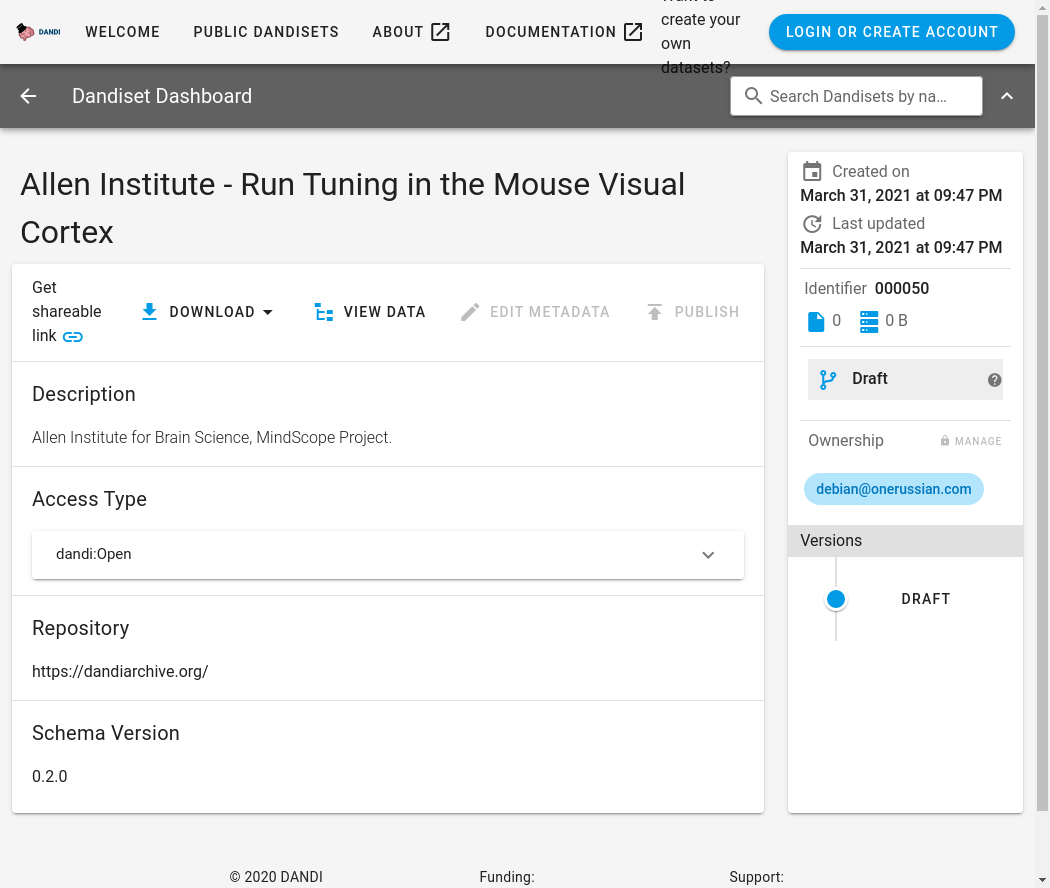 DANDI
WELCOME
PUBLIC DANDISETS
ABOUT
DOCUMENTATION
create your
own
datasets?
LOGIN OR CREATE ACCOUNT
Dandiset Dashboard
Search Dandisets by na...
Allen Institute - Run Tuning in the Mouse Visual
Cortex
Get
shareable
link
DOWNLOAD
VIEW DATA
EDIT METADATA
PUBLISH
Description
Allen Institute for Brain Science, MindScope Project.
Access Type
dandi:Open
Repository
https://dandiarchive.org/
Schema Version
0.2.0
Created on
March 31, 2021 at 09:47 PM
Last updated
March 31, 2021 at 09:47 PM
Identifier 000050
0
0 B
Draft
Ownership
MANAGE
debian@onerussian.com
Versions
DRAFT
© 2020 DANDI
Funding:
Support: